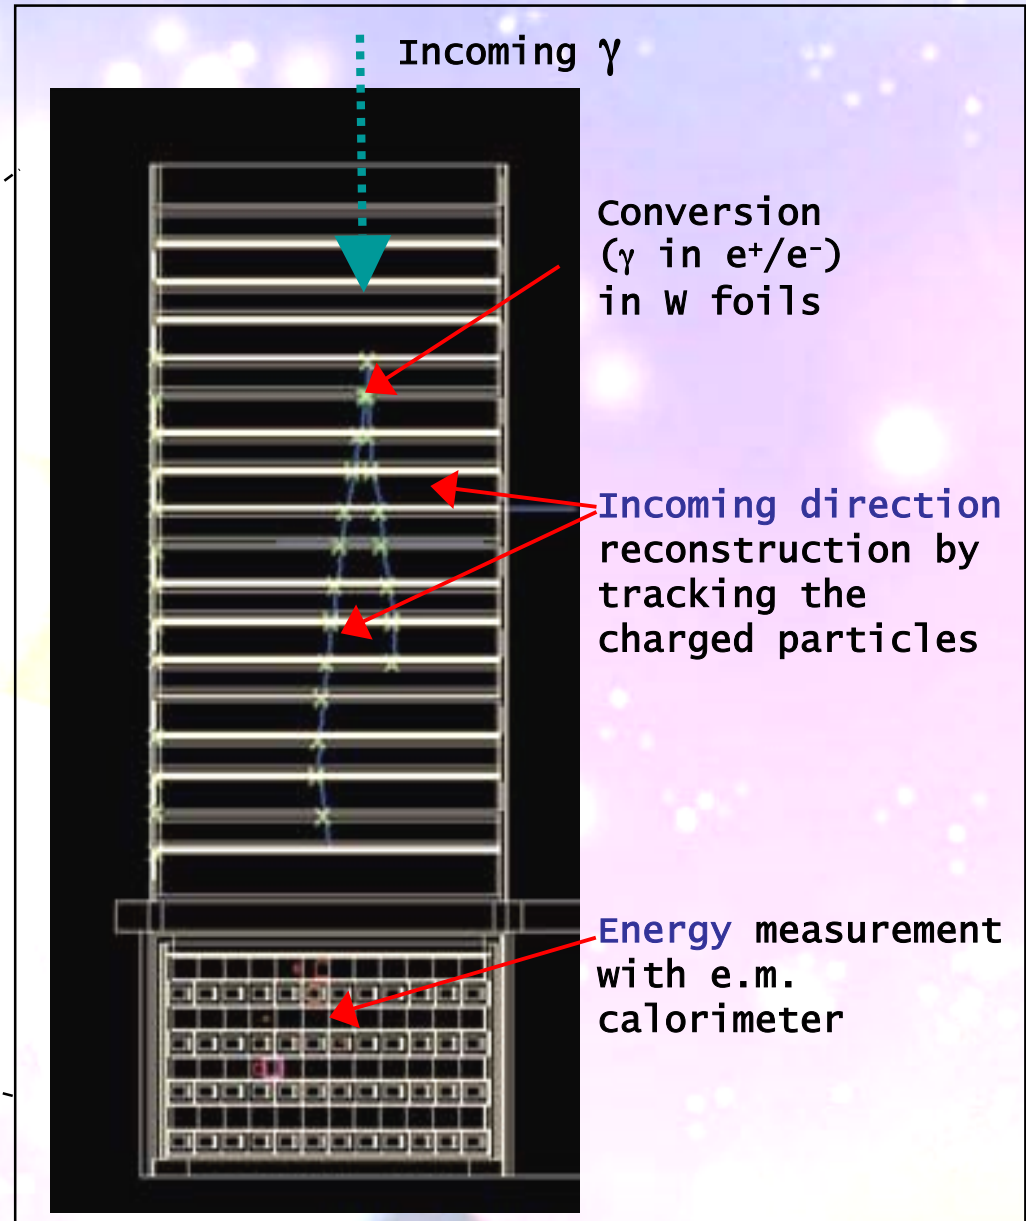 Incoming γ
Conversion
(γ in e⁺/e⁻)
in W foils
Incoming direction
reconstruction by
tracking the
charged particles
Energy measurement
with e.m.
calorimeter